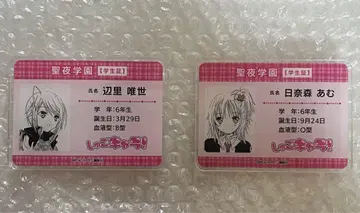 聖夜学園【学生証】
氏名 辺里 唯世
学 年:6年生
誕生日:3月29日
血液型:B型
しゅごキャラ!
聖夜学園【学生証】
氏名 日奈森 あむ
学 年:6年生
誕生日:9月24日
血液型:O型
しゅごキャラ!